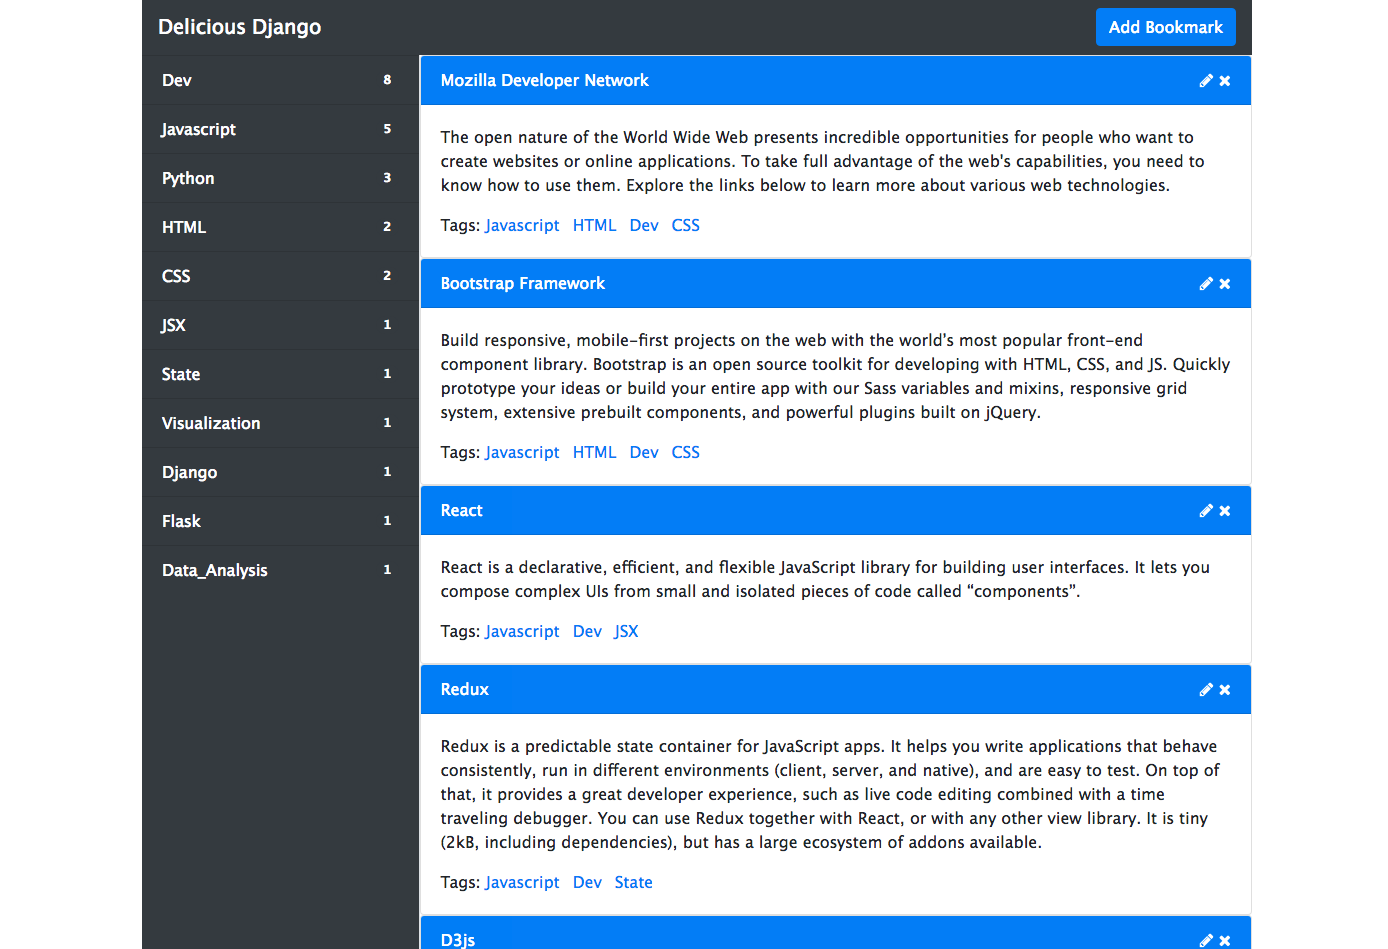 Delicious Django
Add Bookmark
Dev 8
Javascript 5
Python 3
HTML 2
CSS 2
JSX 1
State 1
Visualization 1
Django 1
Flask 1
Data_Analysis 1
Mozilla Developer Network
The open nature of the World Wide Web presents incredible opportunities for people who want to
create websites or online applications. To take full advantage of the web's capabilities, you need to
know how to use them. Explore the links below to learn more about various web technologies.
Tags: Javascript HTML Dev CSS
Bootstrap Framework
Build responsive, mobile-first projects on the web with the world's most popular front-end
component library. Bootstrap is an open source toolkit for developing with HTML, CSS, and JS. Quickly
prototype your ideas or build your entire app with our Sass variables and mixins, responsive grid
system, extensive prebuilt components, and powerful plugins built on jQuery.
Tags: Javascript HTML Dev CSS
React
React is a declarative, efficient, and flexible JavaScript library for building user interfaces. It lets you
compose complex UIs from small and isolated pieces of code called “components”.
Tags: Javascript Dev JSX
Redux
Redux is a predictable state container for JavaScript apps. It helps you write applications that behave
consistently, run in different environments (client, server, and native), and are easy to test. On top of
that, it provides a great developer experience, such as live code editing combined with a time
traveling debugger. You can use Redux together with React, or with any other view library. It is tiny
(2kB, including dependencies), but has a large ecosystem of addons available.
Tags: Javascript Dev State
D3js